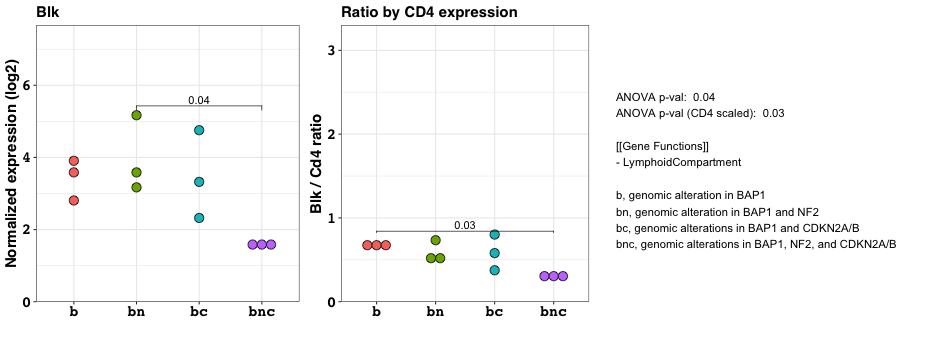 Blk
Normalized expression (log2)
6
4
2
0
0.04
b bn bc bnc
Ratio by CD4 expression
Blk / Cd4 ratio
3
2
1
0
0.03
b bn bc bnc
ANOVA p-val:  0.04
ANOVA p-val (CD4 scaled):  0.03
[[Gene Functions]]
- LymphoidCompartment
b, genomic alteration in BAP1
bn, genomic alteration in BAP1 and NF2
bc, genomic alterations in BAP1 and CDKN2A/B
bnc, genomic alterations in BAP1, NF2, and CDKN2A/B